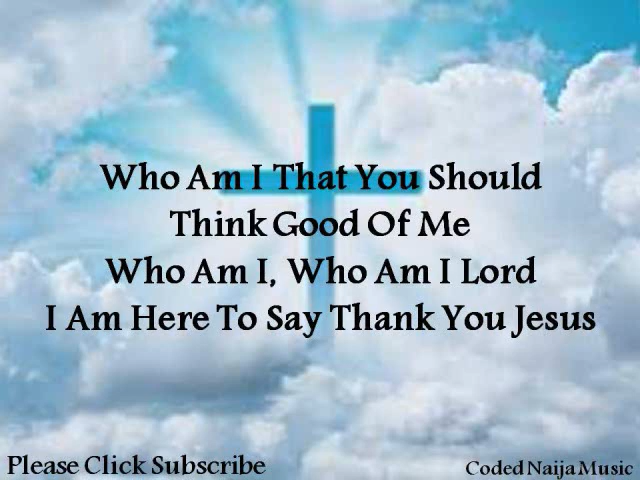 Who Am I That You Should
Think Good Of Me
Who Am I, Who Am I Lord
I Am Here To Say Thank You Jesus
Please Click Subscribe
Coded Naija Music